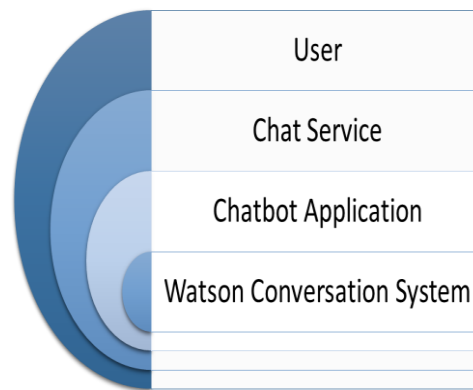 User
Chat Service
Chatbot Application
Watson Conversation System